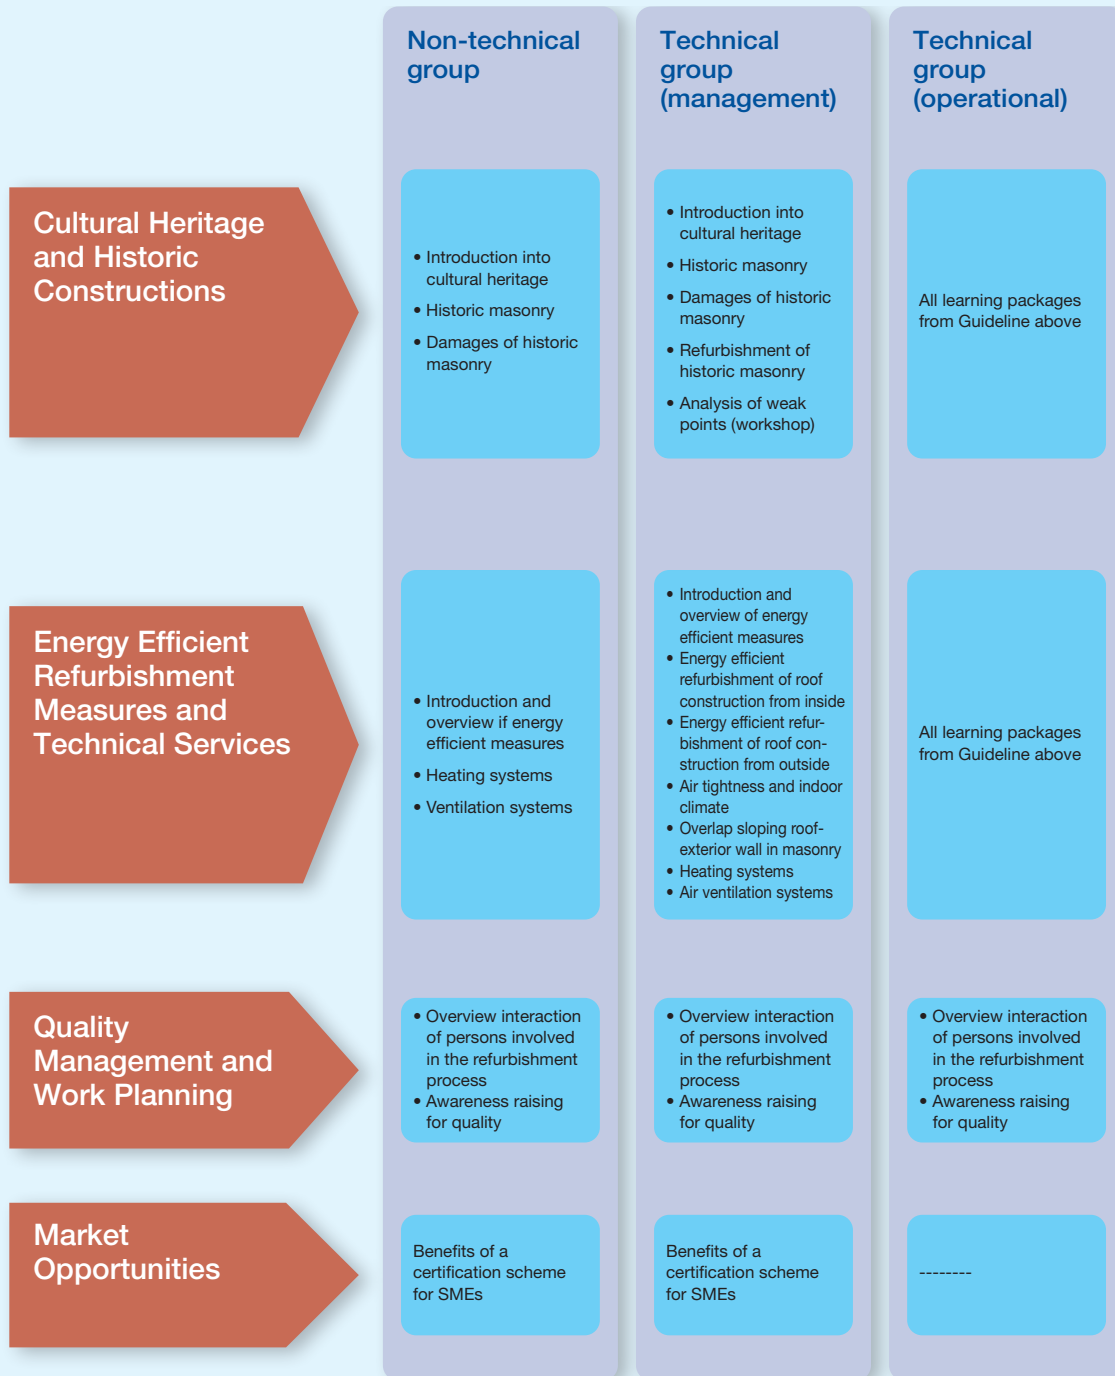 Non-technical
group
Technical
group
(management)
Technical
group
(operational)
Cultural Heritage
and Historic
Constructions
• Introduction into
cultural heritage
• Historic masonry
• Damages of historic
masonry
• Introduction into
cultural heritage
• Historic masonry
• Damages of historic
masonry
• Refurbishment of
historic masonry
• Analysis of weak
points (workshop)
All learning packages
from Guideline above
Energy Efficient
Refurbishment
Measures and
Technical Services
• Introduction and
overview if energy
efficient measures
• Heating systems
• Ventilation systems
• Introduction and
overview of energy
efficient measures
• Energy efficient
refurbishment of roof
construction from inside
• Energy efficient refur-
bishment of roof con-
struction from outside
• Air tightness and indoor
climate
• Overlap sloping roof-
exterior wall in masonry
• Heating systems
• Air ventilation systems
All learning packages
from Guideline above
Quality
Management and
Work Planning
• Overview interaction
of persons involved
in the refurbishment
process
• Awareness raising
for quality
• Overview interaction
of persons involved
in the refurbishment
process
• Awareness raising
for quality
• Overview interaction
of persons involved
in the refurbishment
process
• Awareness raising
for quality
Market
Opportunities
Benefits of a
certification scheme
for SMEs
Benefits of a
certification scheme
for SMEs
--------